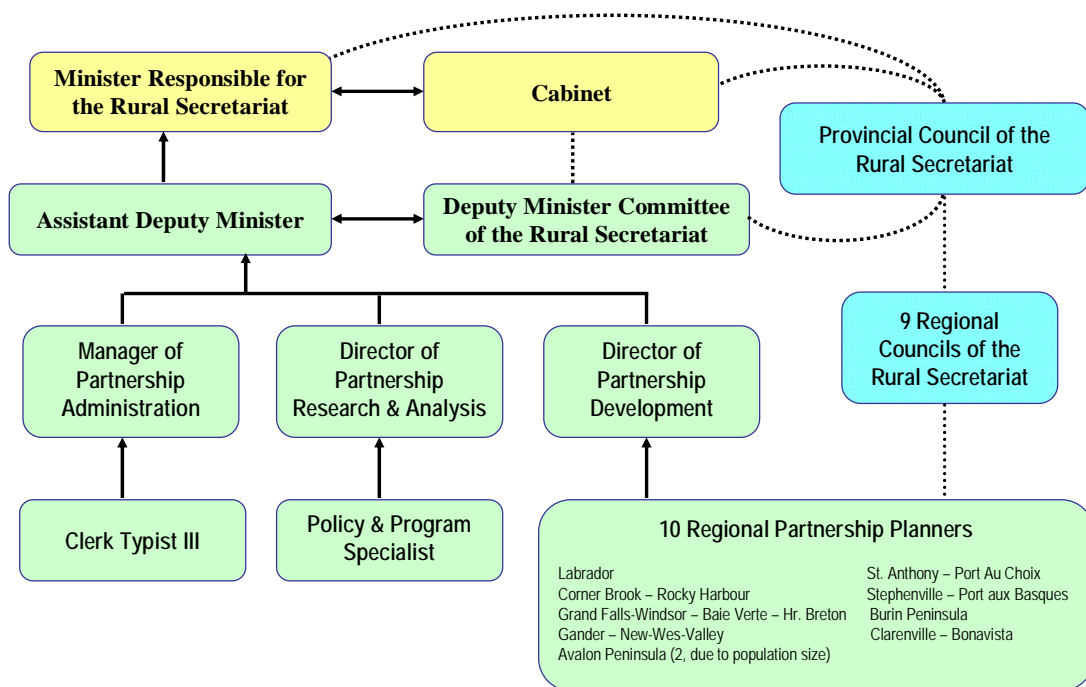 Minister Responsible for
the Rural Secretariat
Cabinet
Provincial Council of the
Rural Secretariat
Assistant Deputy Minister
Deputy Minister Committee
of the Rural Secretariat
9 Regional
Councils of the
Rural Secretariat
Manager of
Partnership
Administration
Director of
Partnership
Research & Analysis
Director of
Partnership
Development
Clerk Typist III
Policy & Program
Specialist
10 Regional Partnership Planners
Labrador
Corner Brook – Rocky Harbour
Grand Falls-Windsor – Baie Verte – Hr. Breton
Gander – New-Wes-Valley
Avalon Peninsula (2, due to population size)
St. Anthony – Port Au Choix
Stephenville – Port aux Basques
Burin Peninsula
Clarenville – Bonavista